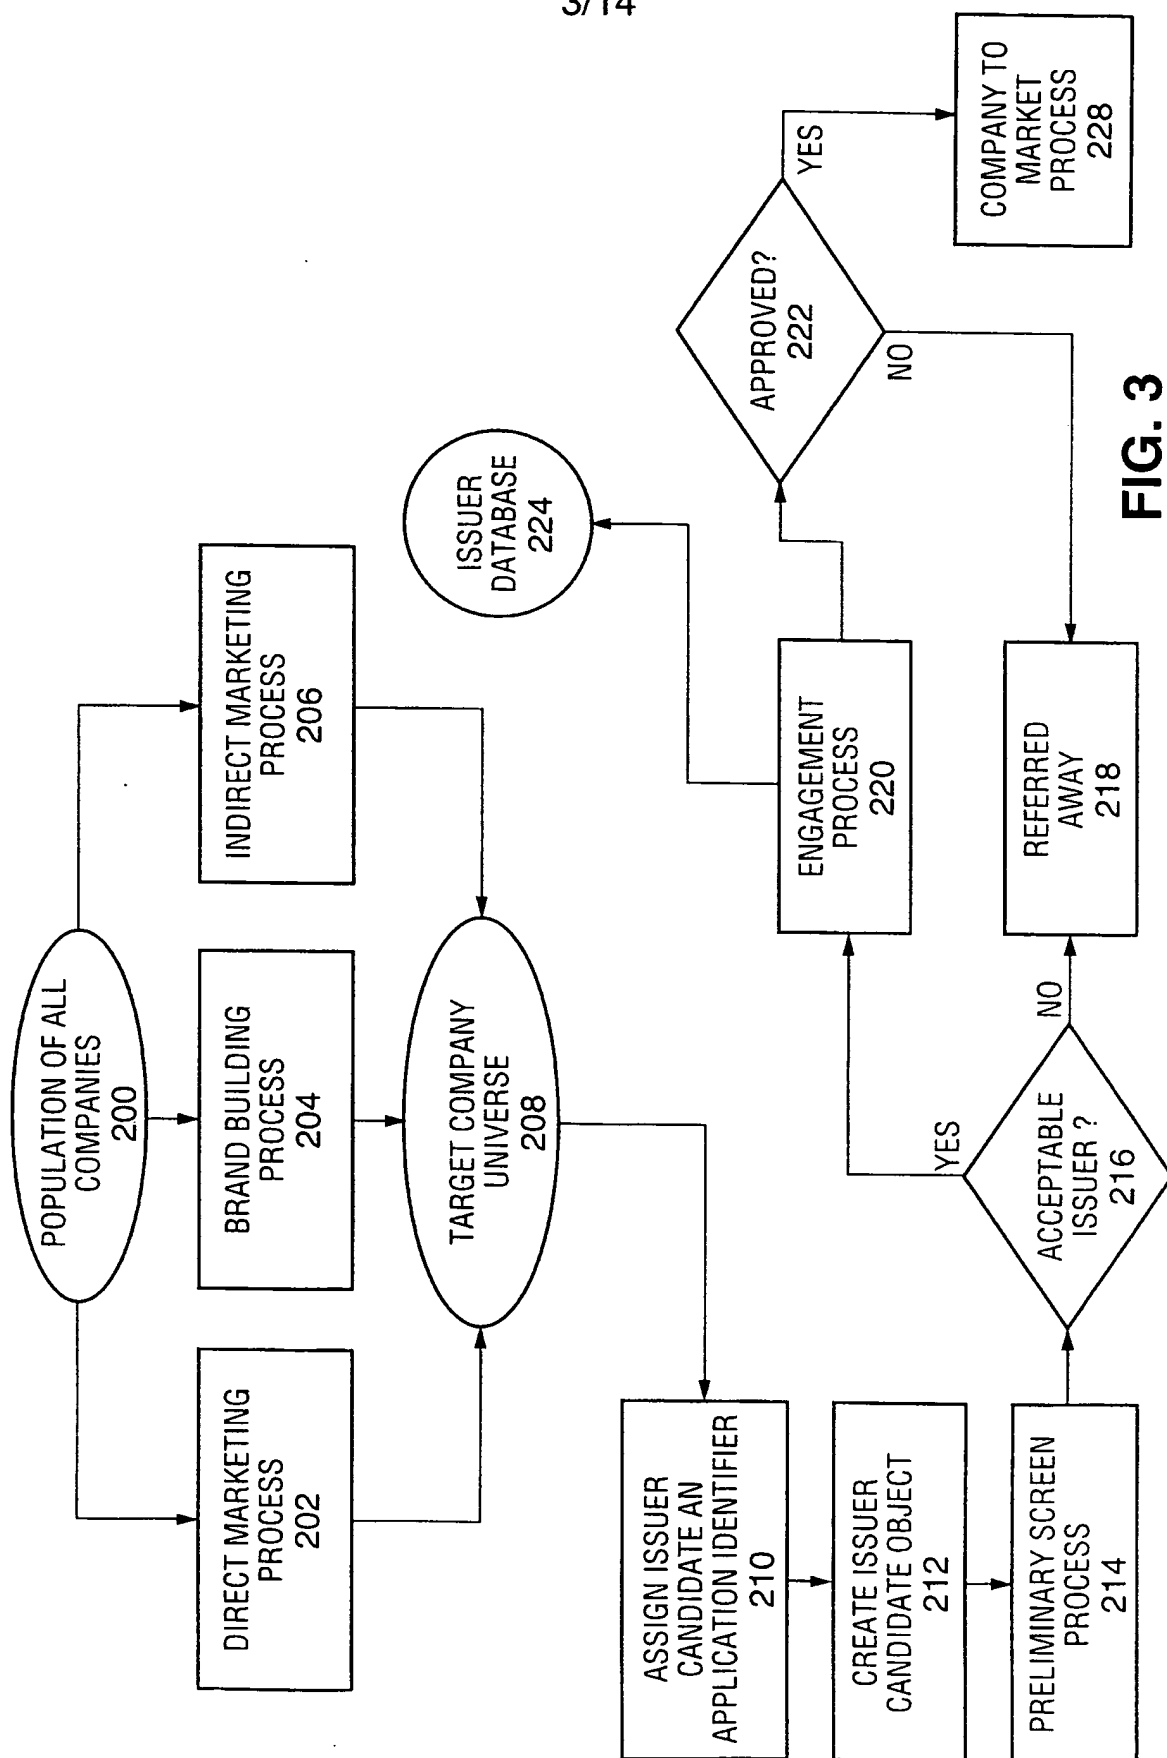 3/14
POPULATION OF ALL
COMPANIES
200
DIRECT MARKETING
PROCESS
202
BRAND BUILDING
PROCESS
204
INDIRECT MARKETING
PROCESS
206
TARGET COMPANY
UNIVERSE
208
ASSIGN ISSUER
CANDIDATE AN
APPLICATION IDENTIFIER
210
CREATE ISSUER
CANDIDATE OBJECT
212
PRELIMINARY SCREEN
PROCESS
214
ACCEPTABLE
ISSUER ?
216
YES
NO
ENGAGEMENT
PROCESS
220
REFERRED
AWAY
218
ISSUER
DATABASE
224
APPROVED?
222
YES
NO
COMPANY TO
MARKET
PROCESS
228
FIG. 3